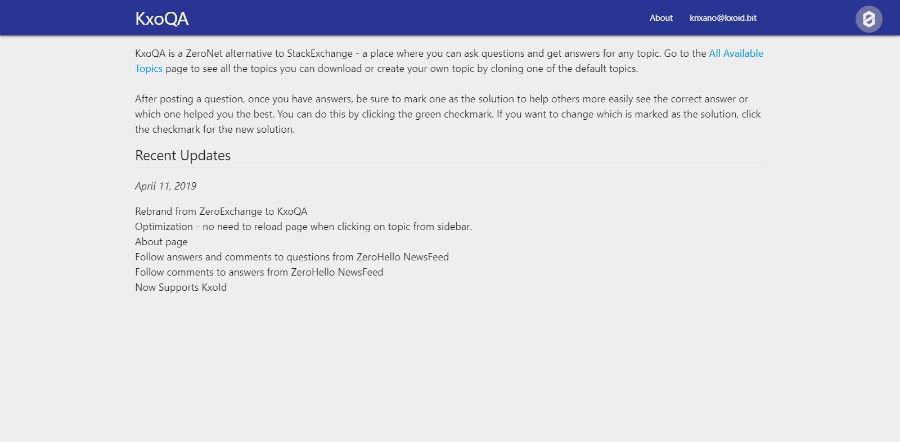 KxoQA
About krixano@kxoid.bit
KxoQA is a ZeroNet alternative to StackExchange - a place where you can ask questions and get answers for any topic. Go to the All Available
Topics page to see all the topics you can download or create your own topic by cloning one of the default topics.
After posting a question, once you have answers, be sure to mark one as the solution to help others more easily see the correct answer or
which one helped you the best. You can do this by clicking the green checkmark. If you want to change which is marked as the solution, click
the checkmark for the new solution.
Recent Updates
April 11, 2019
Rebrand from ZeroExchange to KxoQA
Optimization - no need to reload page when clicking on topic from sidebar.
About page
Follow answers and comments to questions from ZeroHello NewsFeed
Follow comments to answers from ZeroHello NewsFeed
Now Supports KxoId